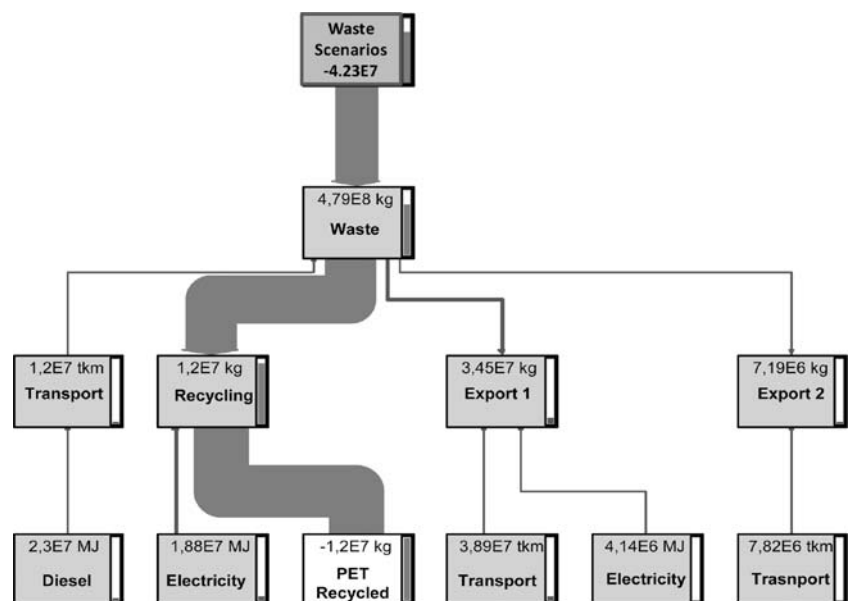 Waste
Scenarios
-4.23E7
4,79E8 kg
Waste
1,2E7 tkm
Transport
1,2E7 kg
Recycling
3,45E7 kg
Export 1
7,19E6 kg
Export 2
2,3E7 MJ
Diesel
1,88E7 MJ
Electricity
-1,2E7 kg
PET
Recycled
3,89E7 tkm
Transport
4,14E6 MJ
Electricity
7,82E6 tkm
Trasnport